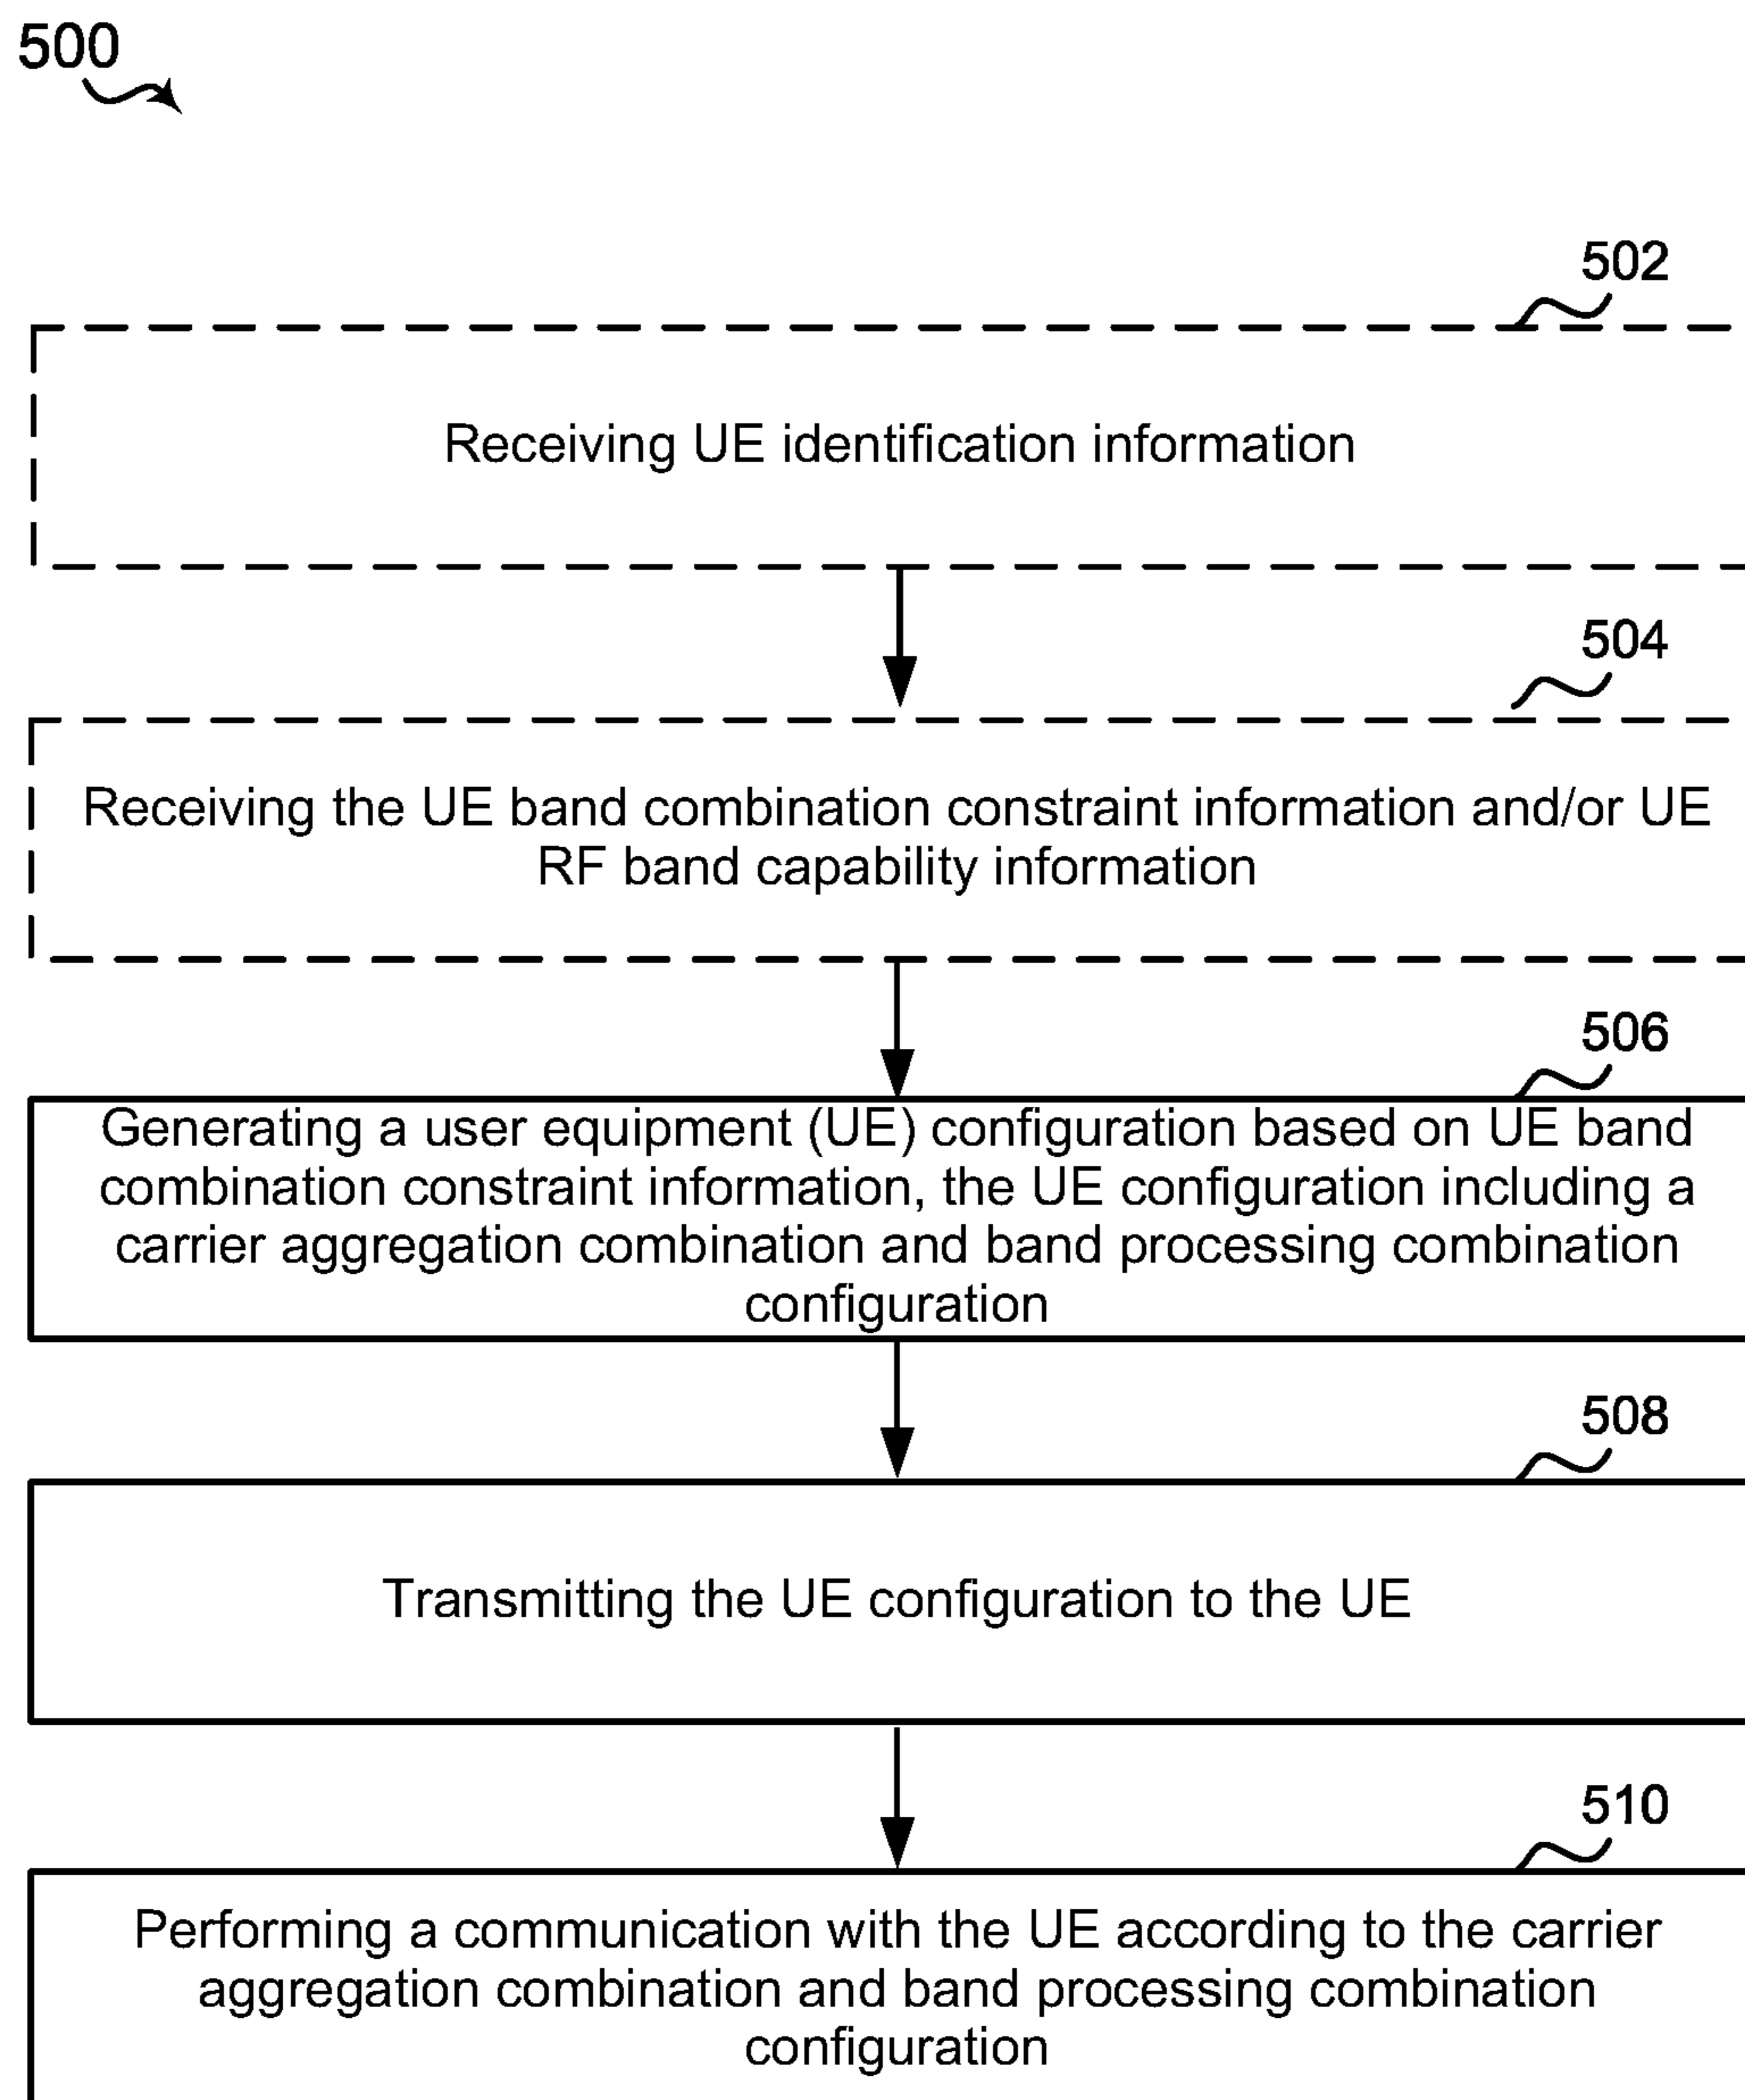 500
502
Receiving UE identification information
504
Receiving the UE band combination constraint information and/or UE
RF band capability information
506
Generating a user equipment (UE) configuration based on UE band
combination constraint information, the UE configuration including a
carrier aggregation combination and band processing combination
configuration
508
Transmitting the UE configuration to the UE
510
Performing a communication with the UE according to the carrier
aggregation combination and band processing combination
configuration